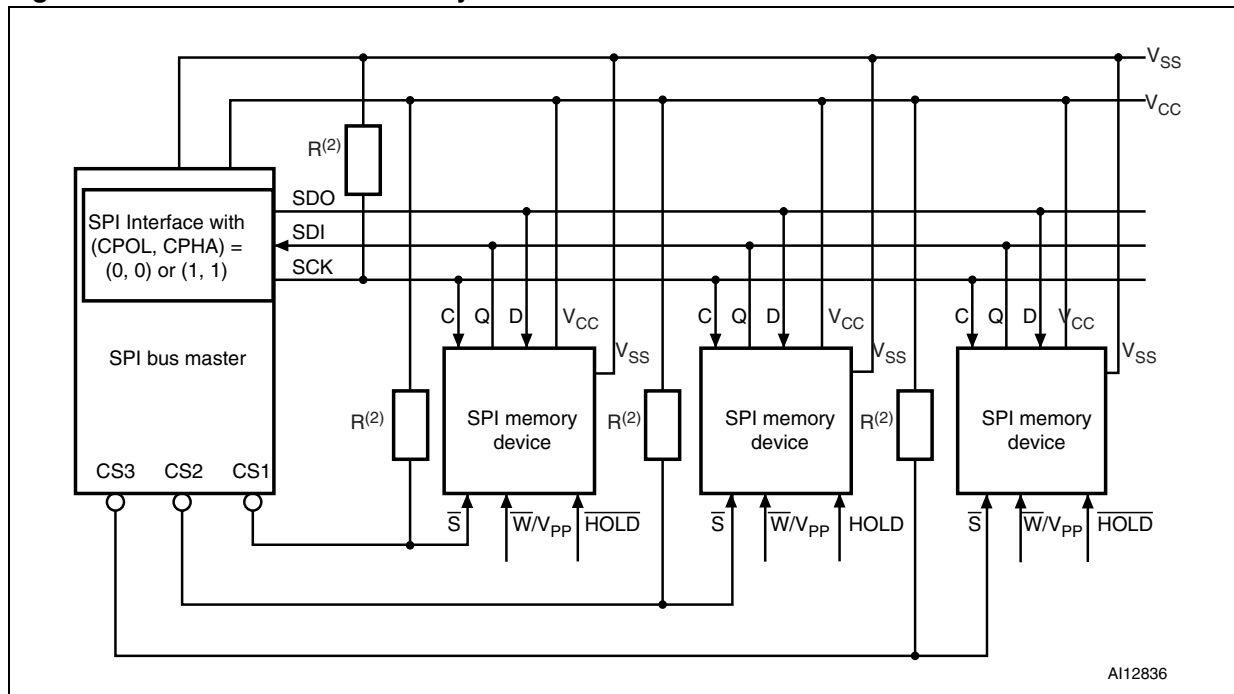 V_SS
V_CC
R(2)
SDO
SPI Interface with
(CPOL, CPHA) =
(0, 0) or (1, 1)
SDI
SCK
SPI bus master
C Q D V_CC V_SS
C Q D V_CC V_SS
C Q D V_CC V_SS
R(2)
SPI memory
device
R(2)
SPI memory
device
R(2)
SPI memory
device
CS3 CS2 CS1
S̅ W̅/V_PP H̅O̅L̅D̅
S̅ W̅/V_PP HOLD
S̅ W̅/V_PP H̅O̅L̅D̅
AI12836